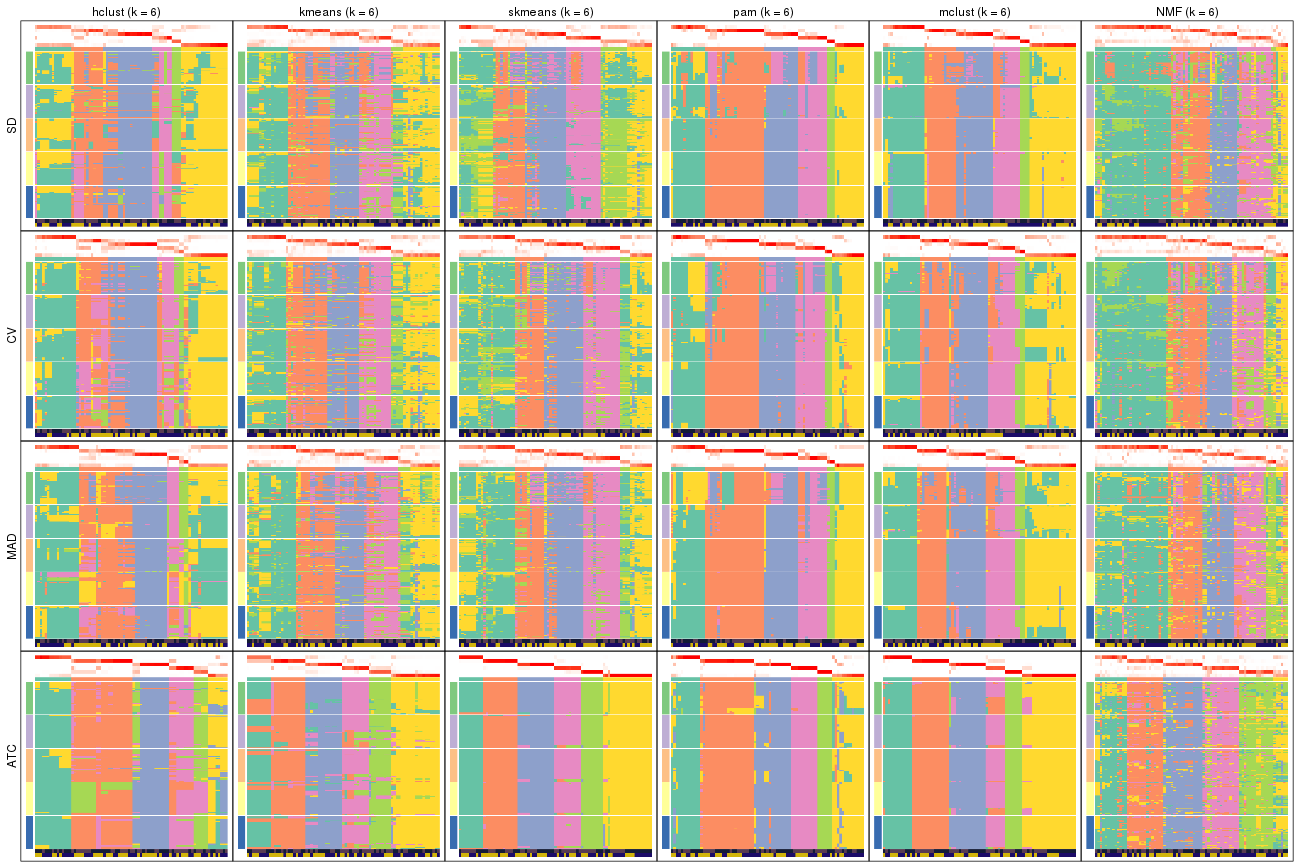 hclust (k = 6) kmeans (k = 6) skmeans (k = 6) pam (k = 6) mclust (k = 6) NMF (k = 6)
SD
CV
MAD
ATC